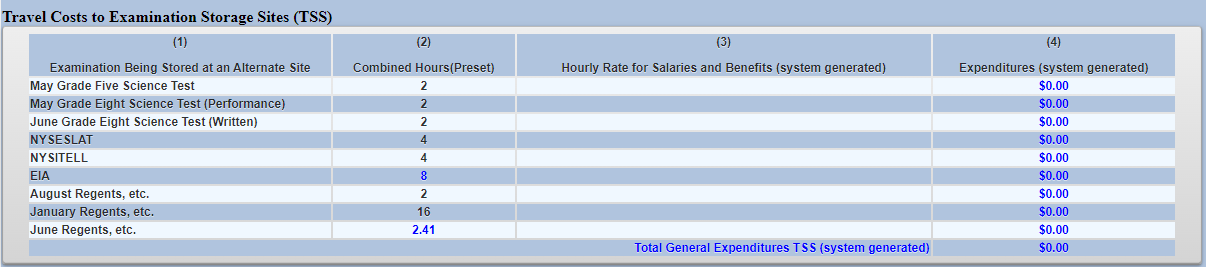 Travel Costs to Examination Storage Sites (TSS)
(1) (2) (3) (4)
Examination Being Stored at an Alternate Site Combined Hours(Preset) Hourly Rate for Salaries and Benefits (system generated) Expenditures (system generated)
May Grade Five Science Test 2 $0.00
May Grade Eight Science Test (Performance) 2 $0.00
June Grade Eight Science Test (Written) 2 $0.00
NYSESLAT 4 $0.00
NYSITELL 4 $0.00
EIA 8 $0.00
August Regents, etc. 2 $0.00
January Regents, etc. 16 $0.00
June Regents, etc. 2.41 $0.00
Total General Expenditures TSS (system generated) $0.00